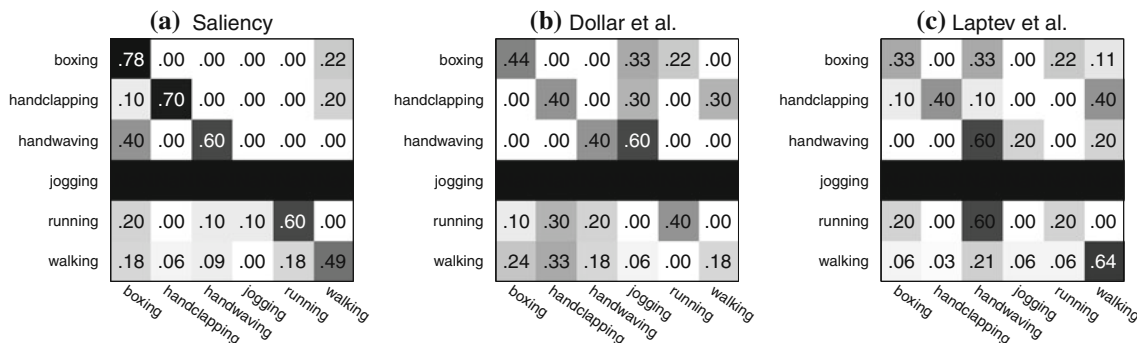 (a) Saliency
boxing .78 .00 .00 .00 .00 .22
handclapping .10 .70 .00 .00 .00 .20
handwaving .40 .00 .60 .00 .00 .00
jogging
running .20 .00 .10 .10 .60 .00
walking .18 .06 .09 .00 .18 .49
boxing handclapping handwaving jogging running walking
(b) Dollar et al.
boxing .44 .00 .00 .33 .22 .00
handclapping .00 .40 .00 .30 .00 .30
handwaving .00 .00 .40 .60 .00 .00
jogging
running .10 .30 .20 .00 .40 .00
walking .24 .33 .18 .06 .00 .18
boxing handclapping handwaving jogging running walking
(c) Laptev et al.
boxing .33 .00 .33 .00 .22 .11
handclapping .10 .40 .10 .00 .00 .40
handwaving .00 .00 .60 .20 .00 .20
jogging
running .20 .00 .60 .00 .20 .00
walking .06 .03 .21 .06 .06 .64
boxing handclapping handwaving jogging running walking